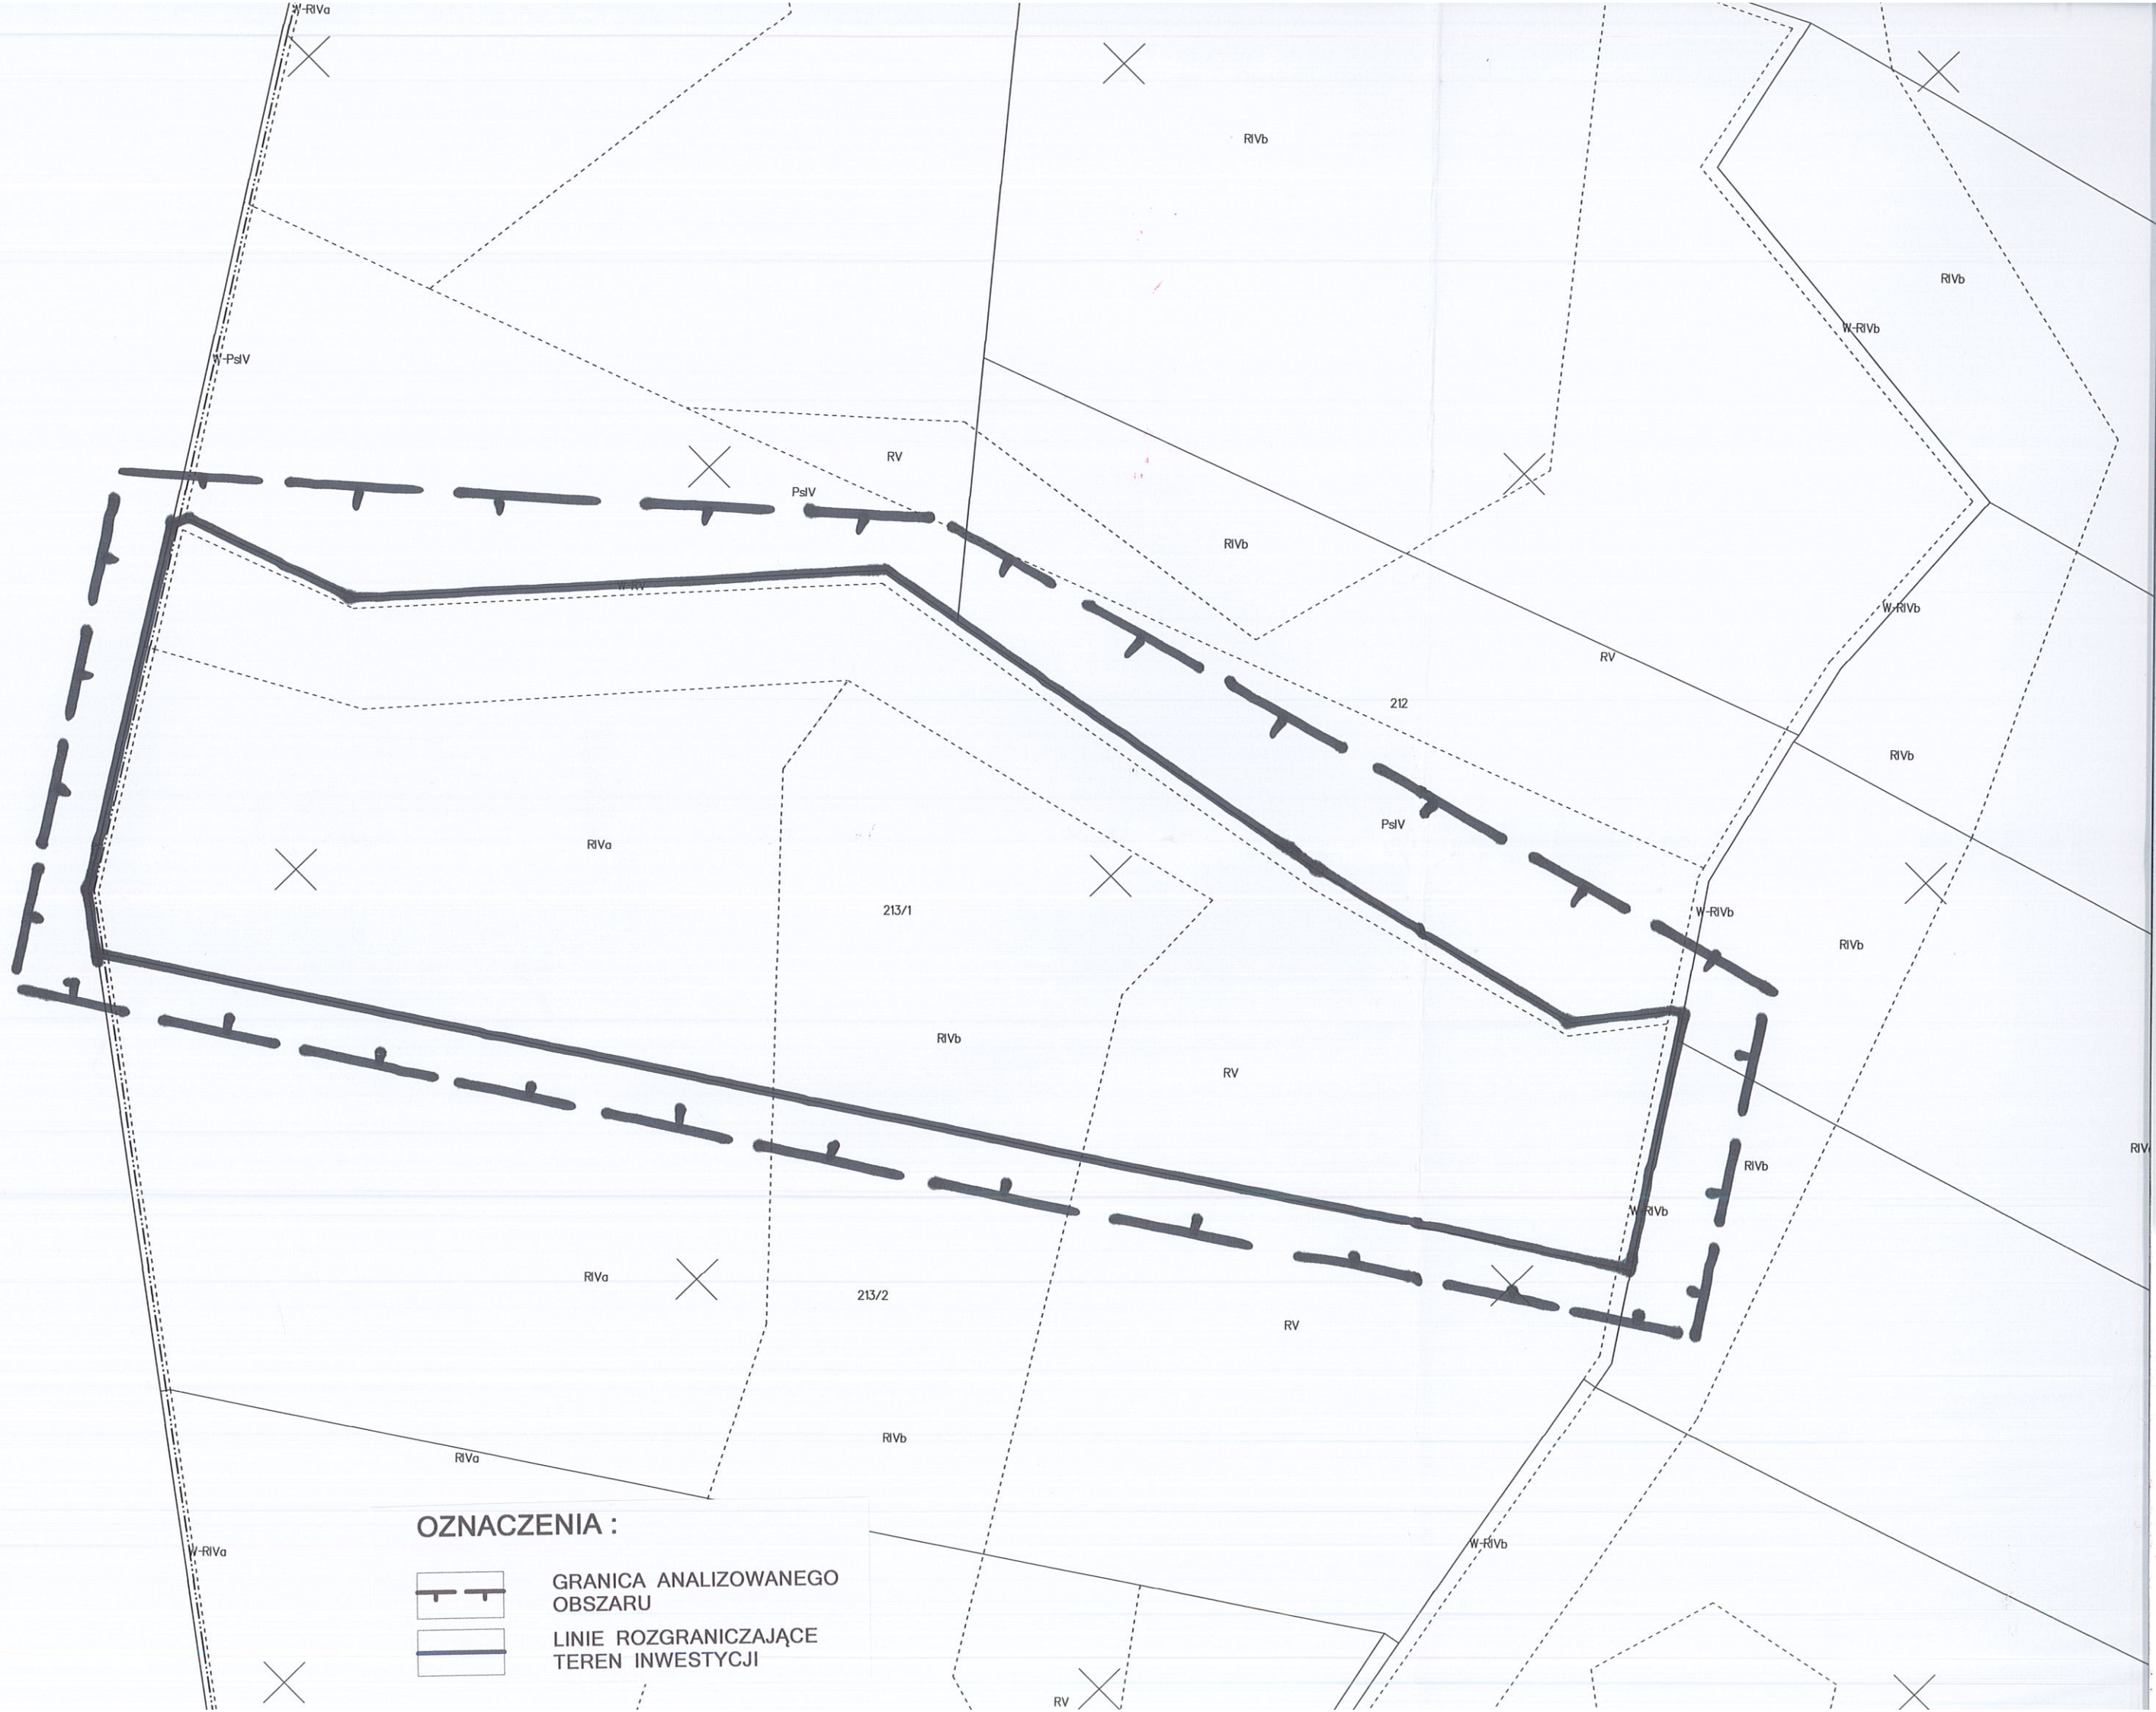 W-RIVa
RIVb
RIVb
W-RIVb
W-PsIV
RV
PsIV
RIVb
W-RV
W-RIVb
RV
212
RIVb
PsIV
RIVa
213/1
W-RIVb
RIVb
RIVb
RV
RIVb
W-RIVb
RIVa
213/2
RV
RIVb
RIVa
W-RIVb
W-RIVa
RV
OZNACZENIA :
GRANICA ANALIZOWANEGO
OBSZARU
LINIE ROZGRANICZAJĄCE
TEREN INWESTYCJI